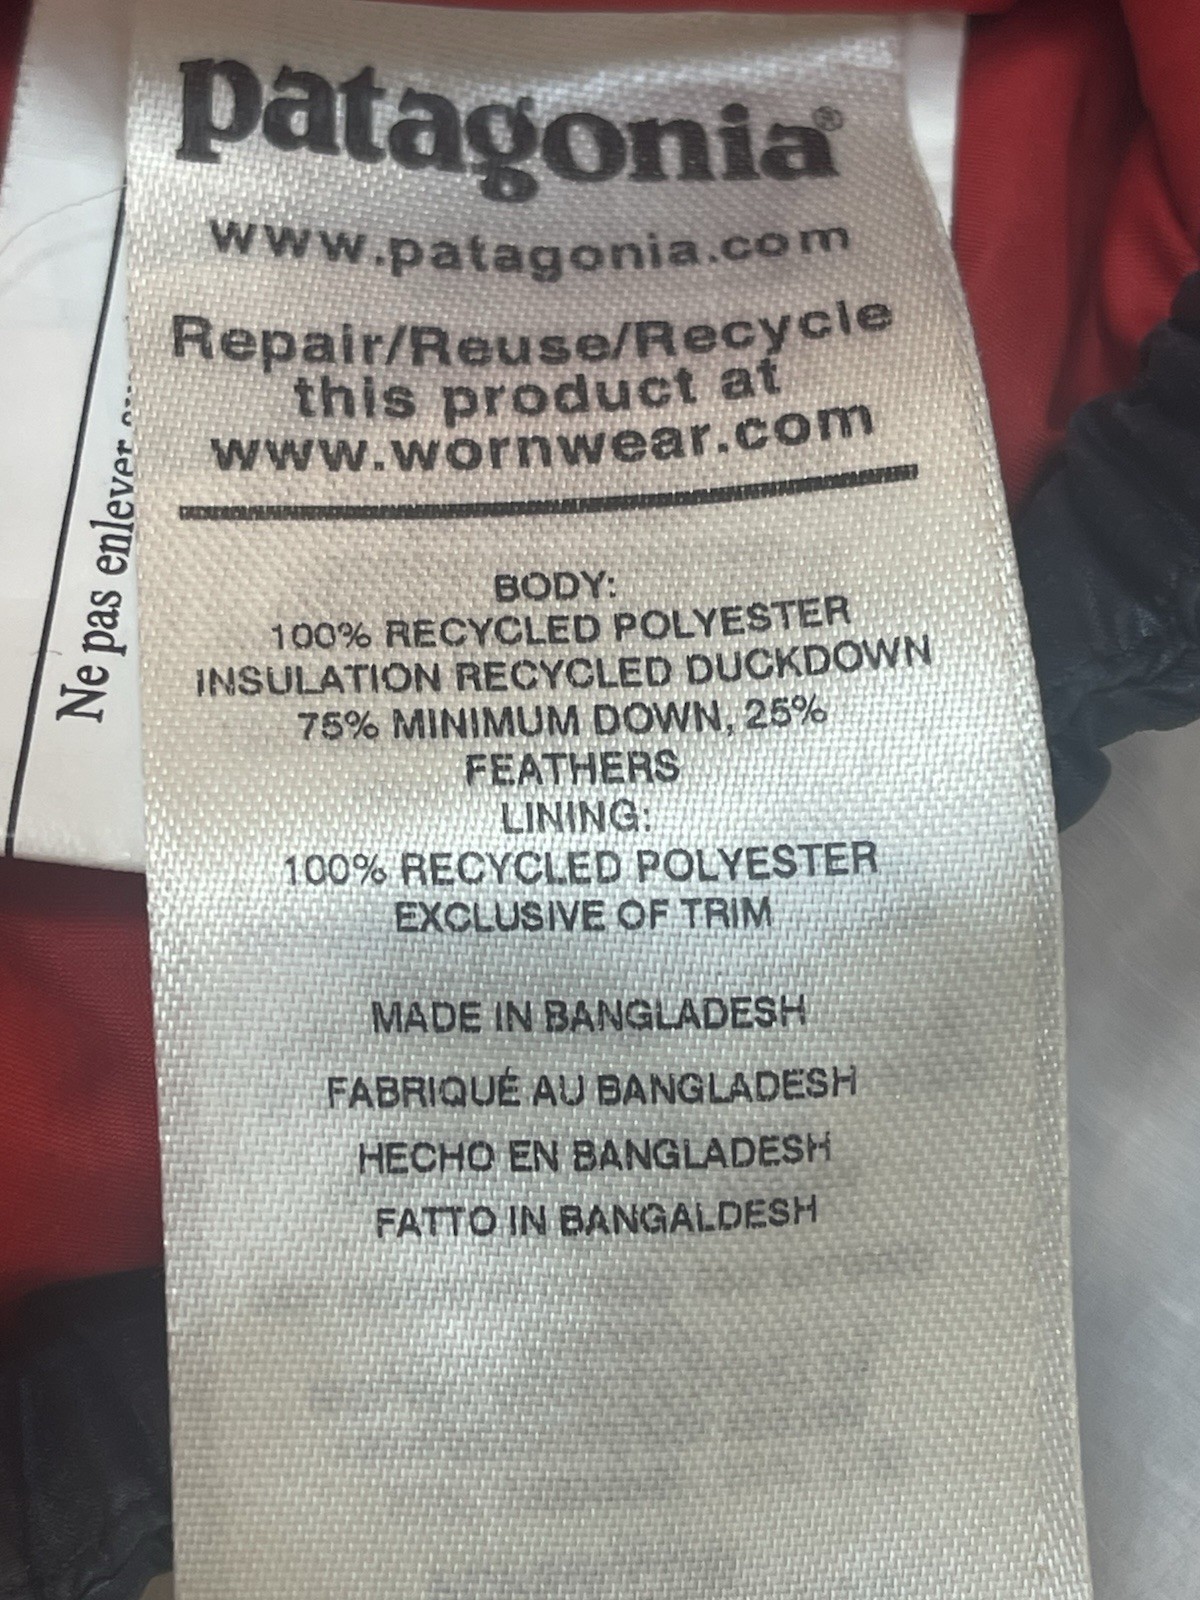 patagonia®
www.patagonia.com
Repair/Reuse/Recycle
this product at
www.wornwear.com
BODY:
100% RECYCLED POLYESTER
INSULATION RECYCLED DUCKDOWN
75% MINIMUM DOWN, 25%
FEATHERS
LINING:
100% RECYCLED POLYESTER
EXCLUSIVE OF TRIM
MADE IN BANGLADESH
FABRIQUÉ AU BANGLADESH
HECHO EN BANGLADESH
FATTO IN BANGALDESH
Ne pas enlever